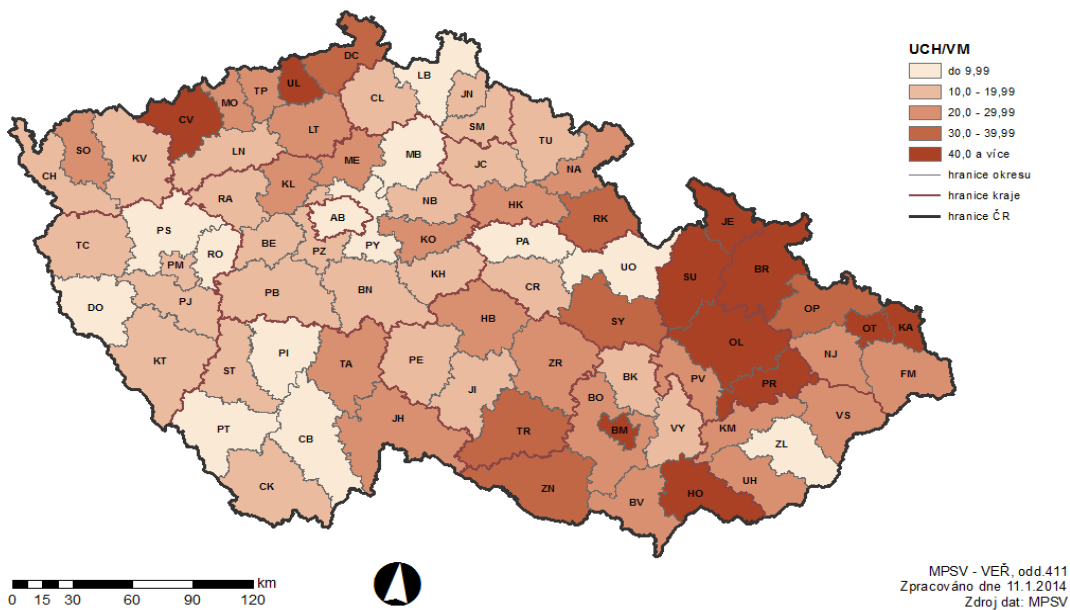 DC
LB
UL
TP
MO
CV
CL
JN
LT
SM
TU
SO
KV
LN
MB
ME
JC
NA
CH
KL
RA
NB
HK
RK
AB
JE
TC
PS
RO
BE
PZ
PY
KO
PA
UO
SU
BR
PM
KH
CR
OP
DO
PJ
PB
BN
HB
SY
OT
KA
OL
NJ
FM
KT
ST
PI
TA
PE
ZR
BK
PV
PR
JI
BO
VS
PT
CB
JH
TR
BM
VY
KM
ZL
CK
ZN
BV
HO
UH
UCH/VM
do 9,99
10,0 - 19,99
20,0 - 29,99
30,0 - 39,99
40,0 a více
hranice okresu
hranice kraje
hranice ČR
km
0 15 30 60 90 120
MPSV - VEŘ, odd.411
Zpracováno dne 11.1.2014
Zdroj dat: MPSV